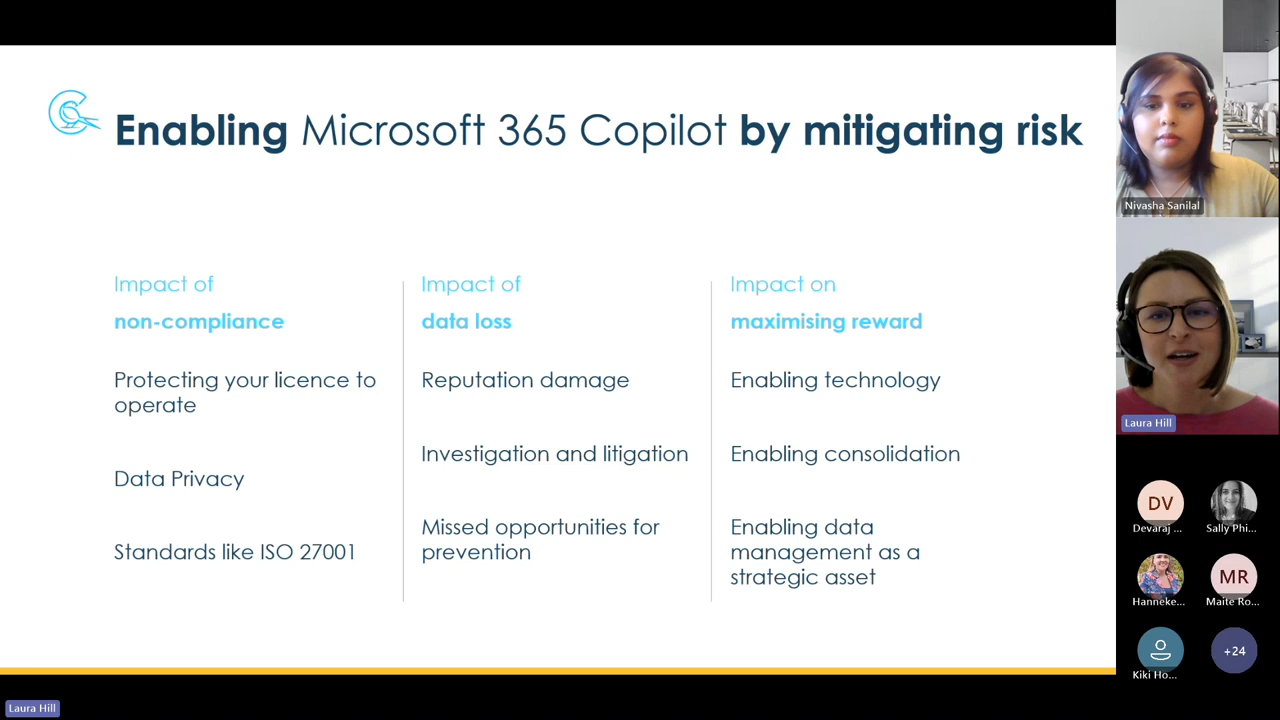 Enabling Microsoft 365 Copilot by mitigating risk
Impact of
non-compliance
Protecting your licence to
operate
Data Privacy
Standards like ISO 27001
Impact of
data loss
Reputation damage
Investigation and litigation
Missed opportunities for
prevention
Impact on
maximising reward
Enabling technology
Enabling consolidation
Enabling data
management as a
strategic asset
Nivasha Sanilal
Laura Hill
DV
Devaraj ...
Sally Phi...
Hanneke...
MR
Maite Ro...
Kiki Ho...
+24
Laura Hill